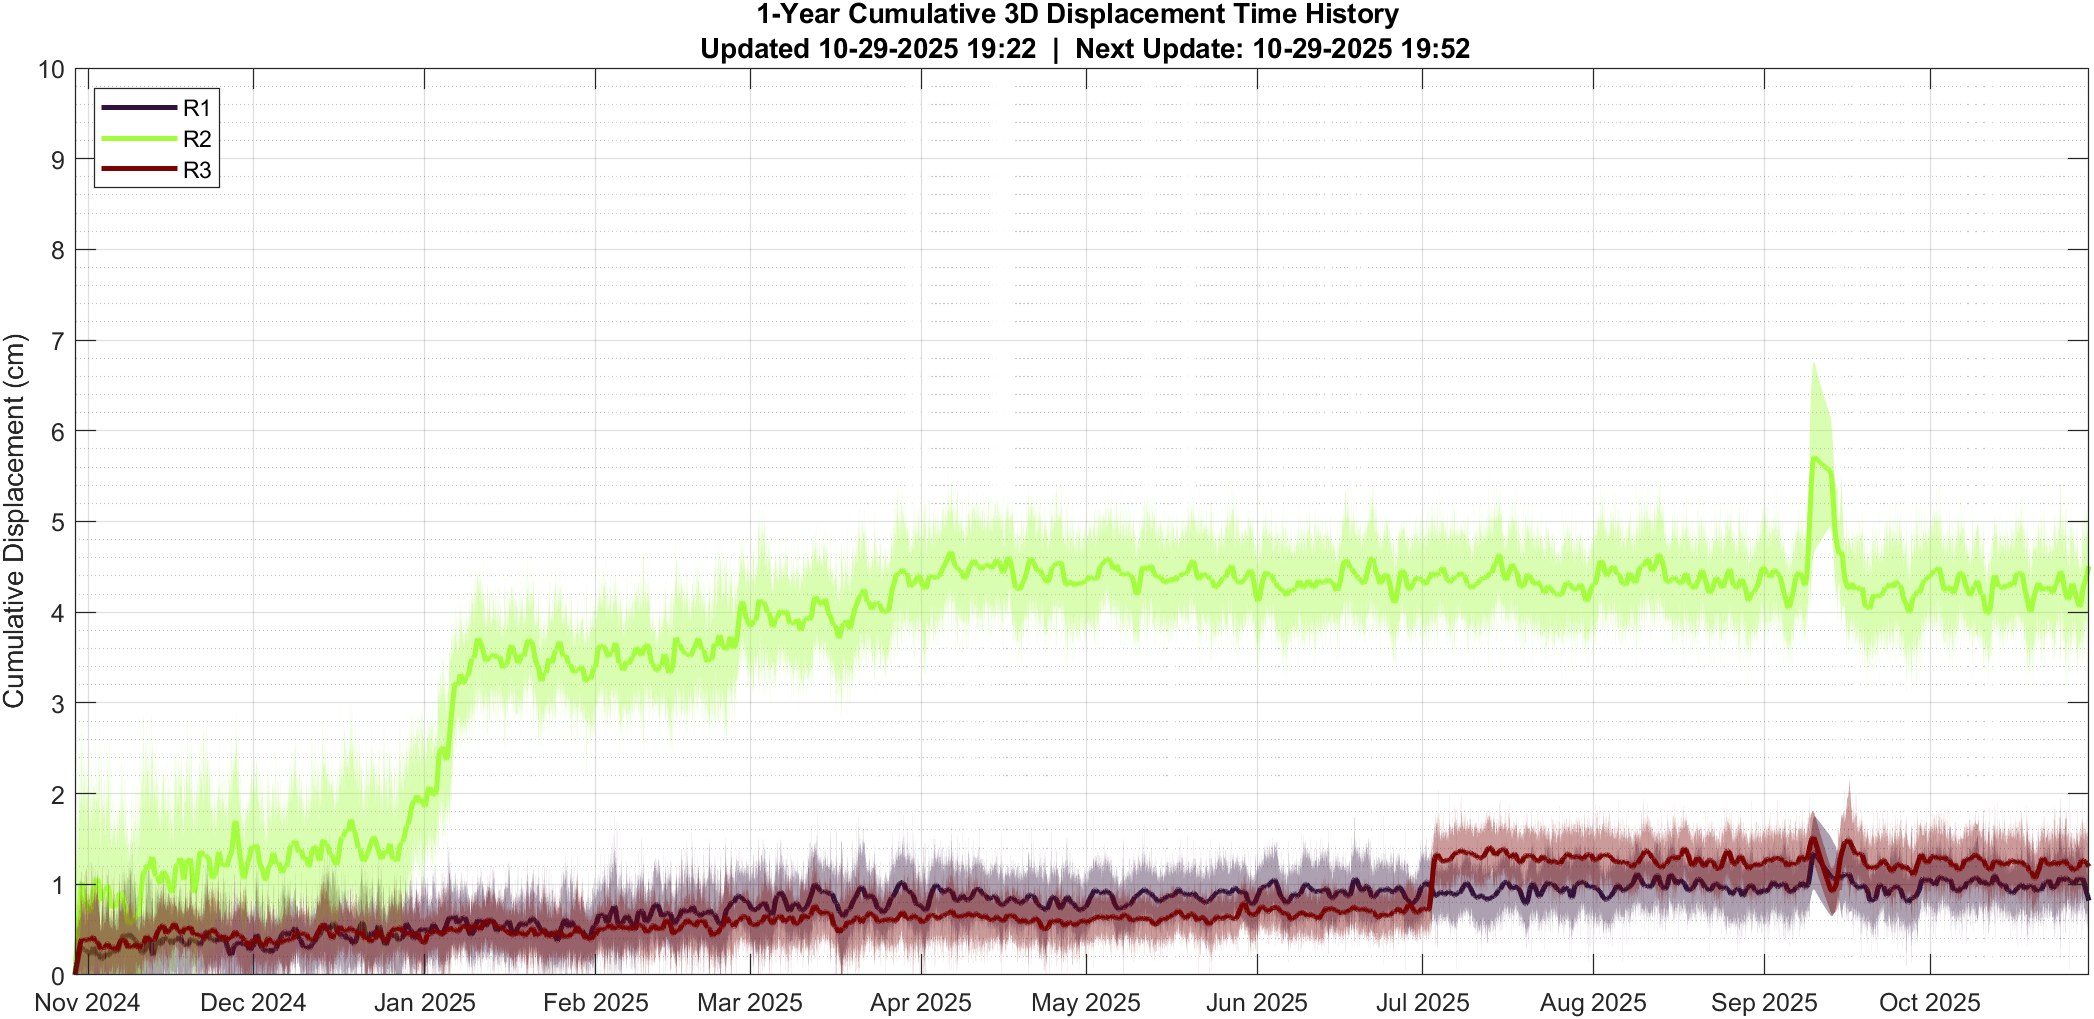 1-Year Cumulative 3D Displacement Time History
Updated 10-29-2025 19:22 | Next Update: 10-29-2025 19:52
R1
R2
R3
Cumulative Displacement (cm)
10
9
8
7
6
5
4
3
2
1
0
Nov 2024 Dec 2024 Jan 2025 Feb 2025 Mar 2025 Apr 2025 May 2025 Jun 2025 Jul 2025 Aug 2025 Sep 2025 Oct 2025